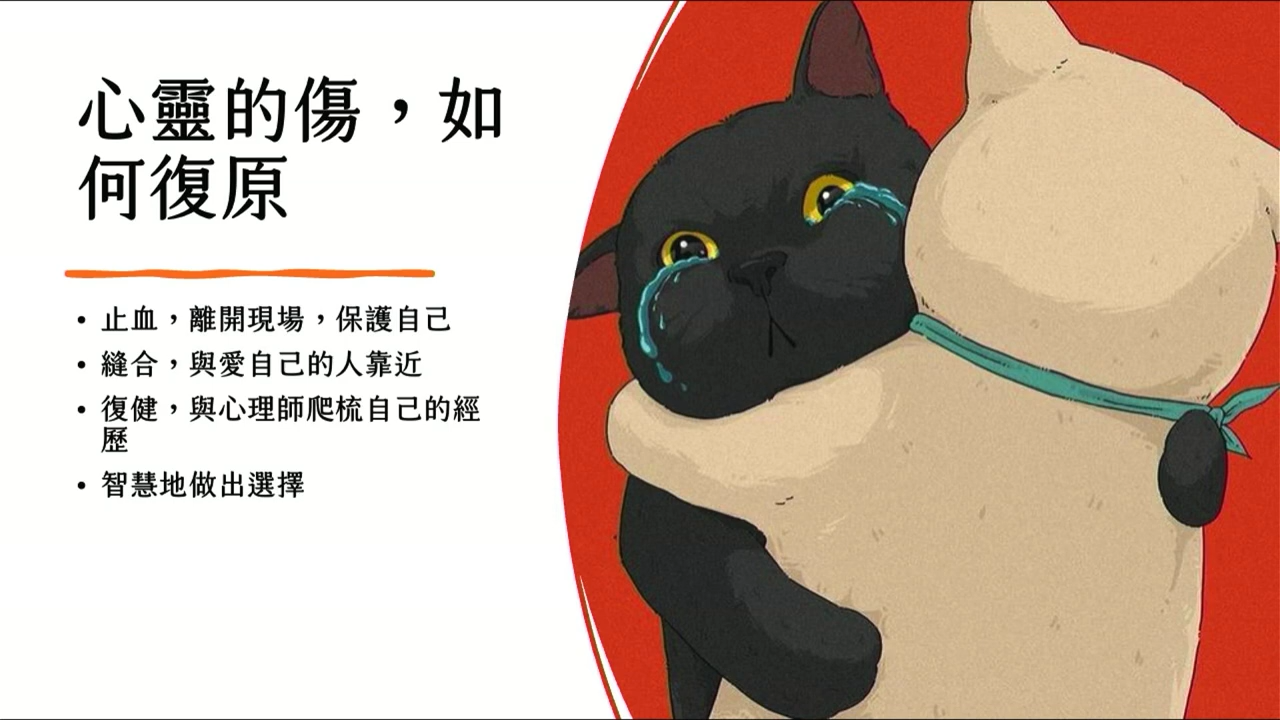 心靈的傷，如
何復原
• 止血，離開現場，保護自己
• 縫合，與愛自己的人靠近
• 復健，與心理師爬梳自己的經
歷
• 智慧地做出選擇